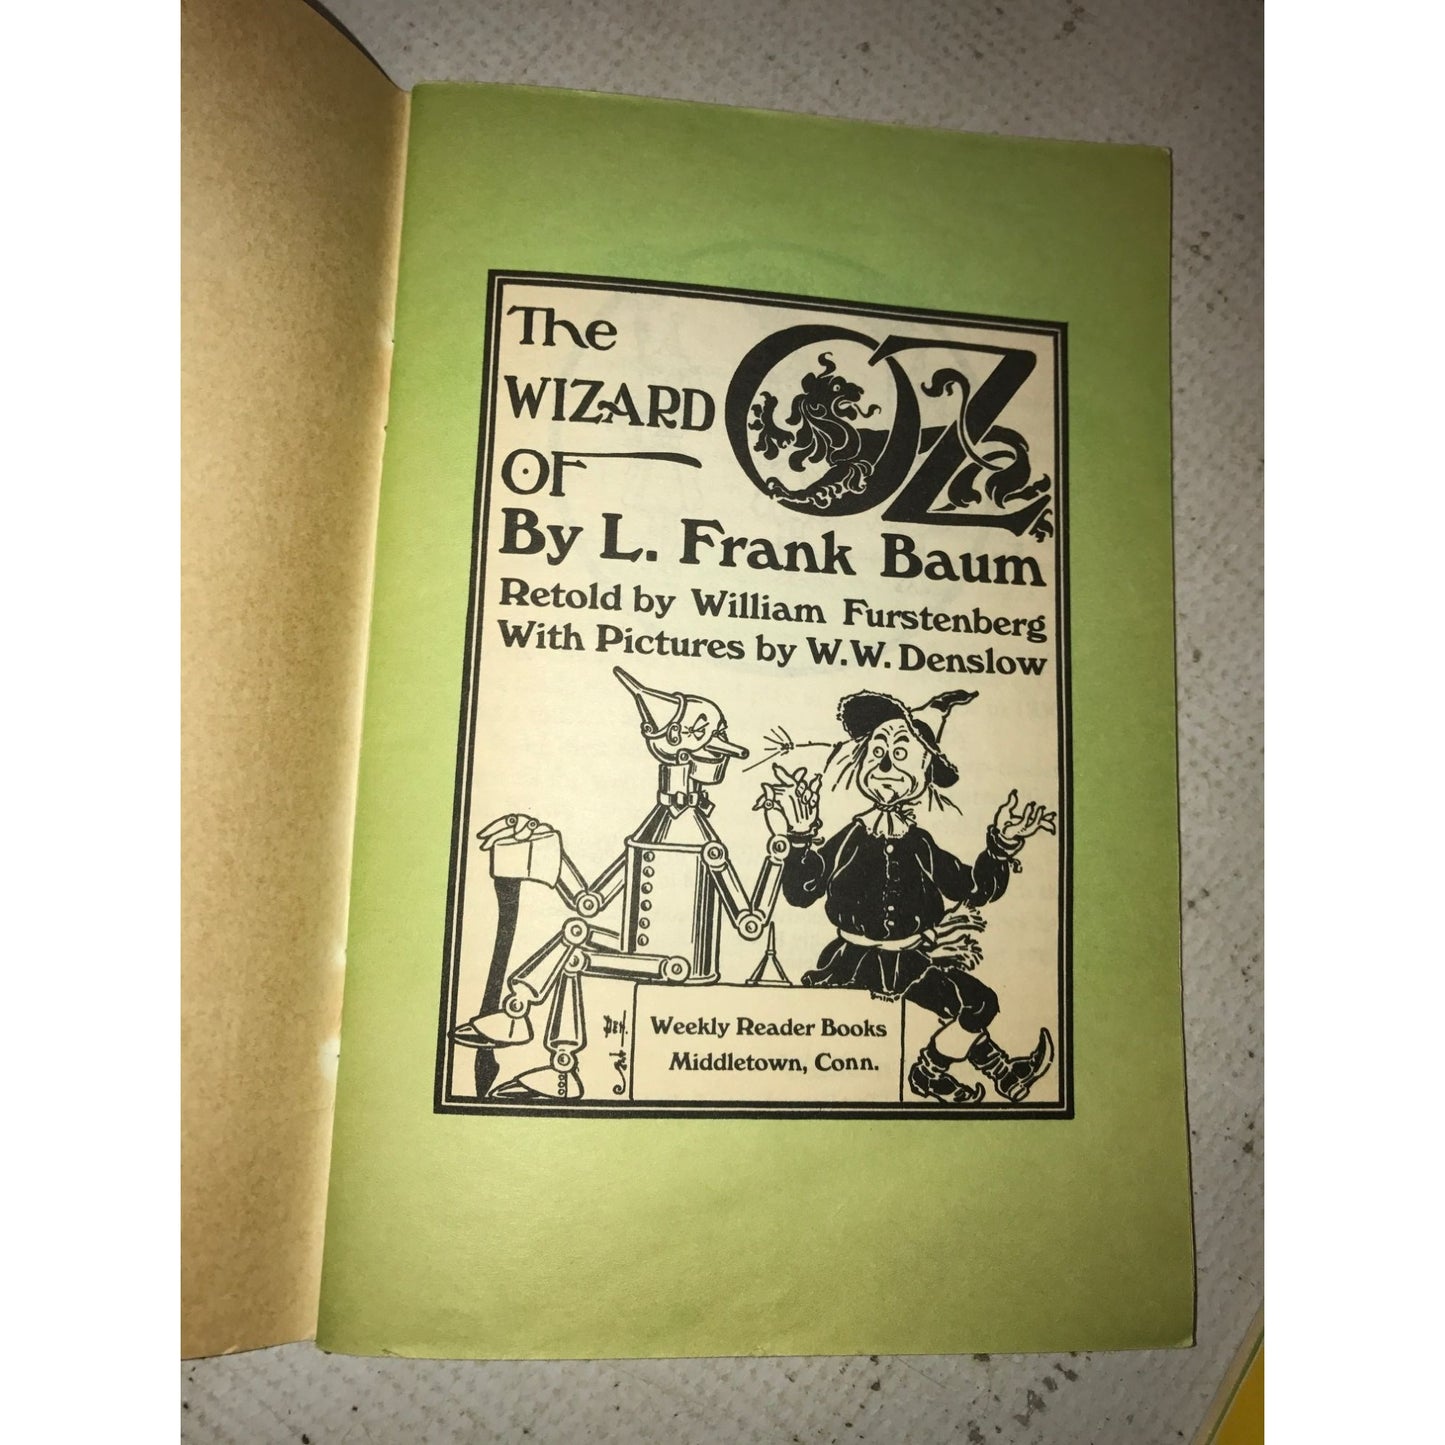 The
WIZARD
OF
OZ
By L. Frank Baum
Retold by William Furstenberg
With Pictures by W.W. Denslow
Weekly Reader Books
Middletown, Conn.